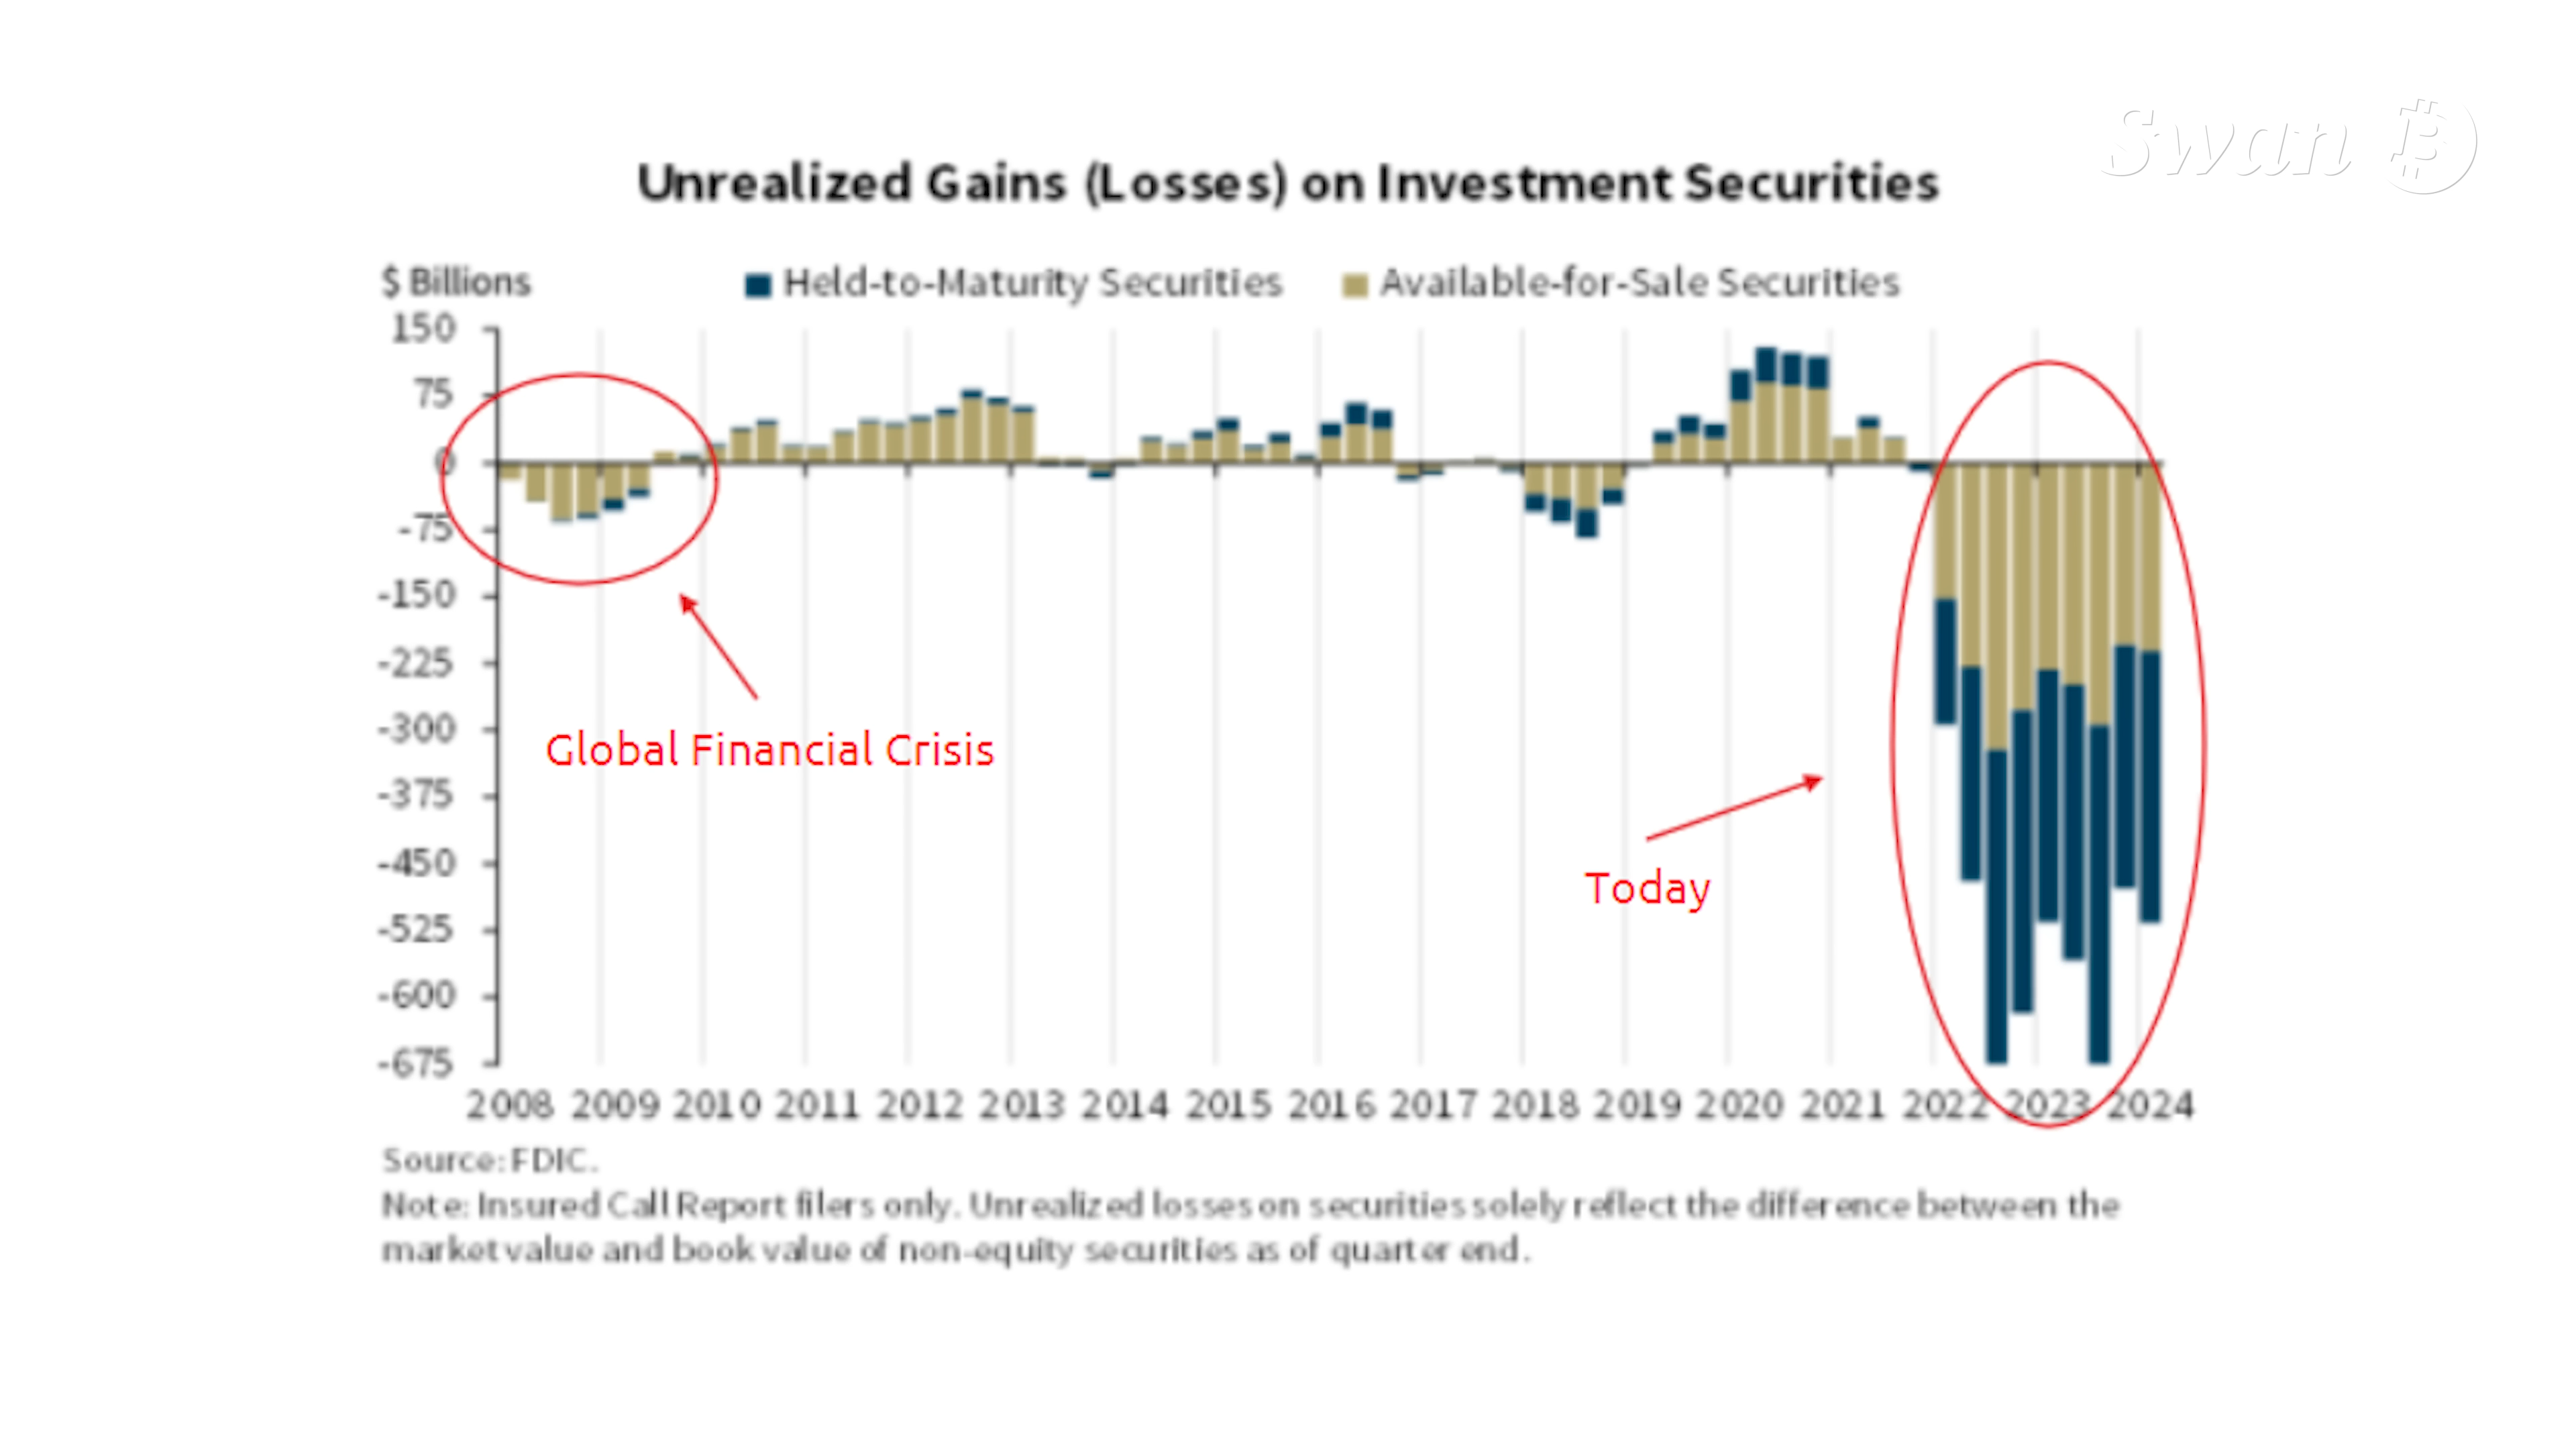 Swan
Unrealized Gains (Losses) on Investment Securities
$ Billions
Held-to-Maturity Securities
Available-for-Sale Securities
150
75
0
-75
-150
-225
-300
-375
-450
-525
-600
-675
Global Financial Crisis
Today
2008 2009 2010 2011 2012 2013 2014 2015 2016 2017 2018 2019 2020 2021 2022 2023 2024
Source: FDIC.
Note: Insured Call Report filers only. Unrealized losses on securities solely reflect the difference between the
market value and book value of non-equity securities as of quarter end.